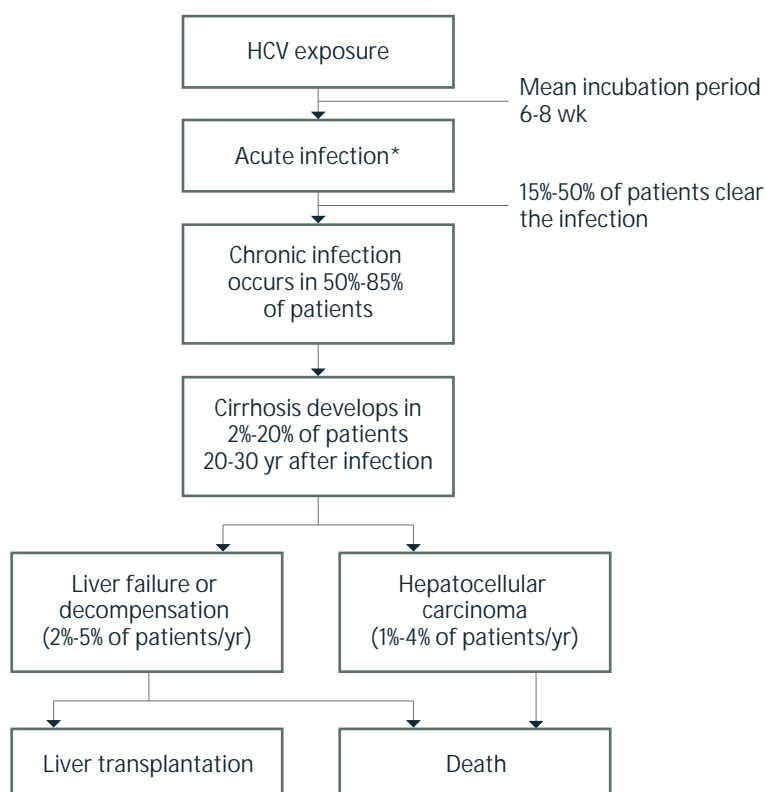 HCV exposure
Mean incubation period
6-8 wk
Acute infection*
15%-50% of patients clear
the infection
Chronic infection
occurs in 50%-85%
of patients
Cirrhosis develops in
2%-20% of patients
20-30 yr after infection
Liver failure or
decompensation
(2%-5% of patients/yr)
Hepatocellular
carcinoma
(1%-4% of patients/yr)
Liver transplantation
Death